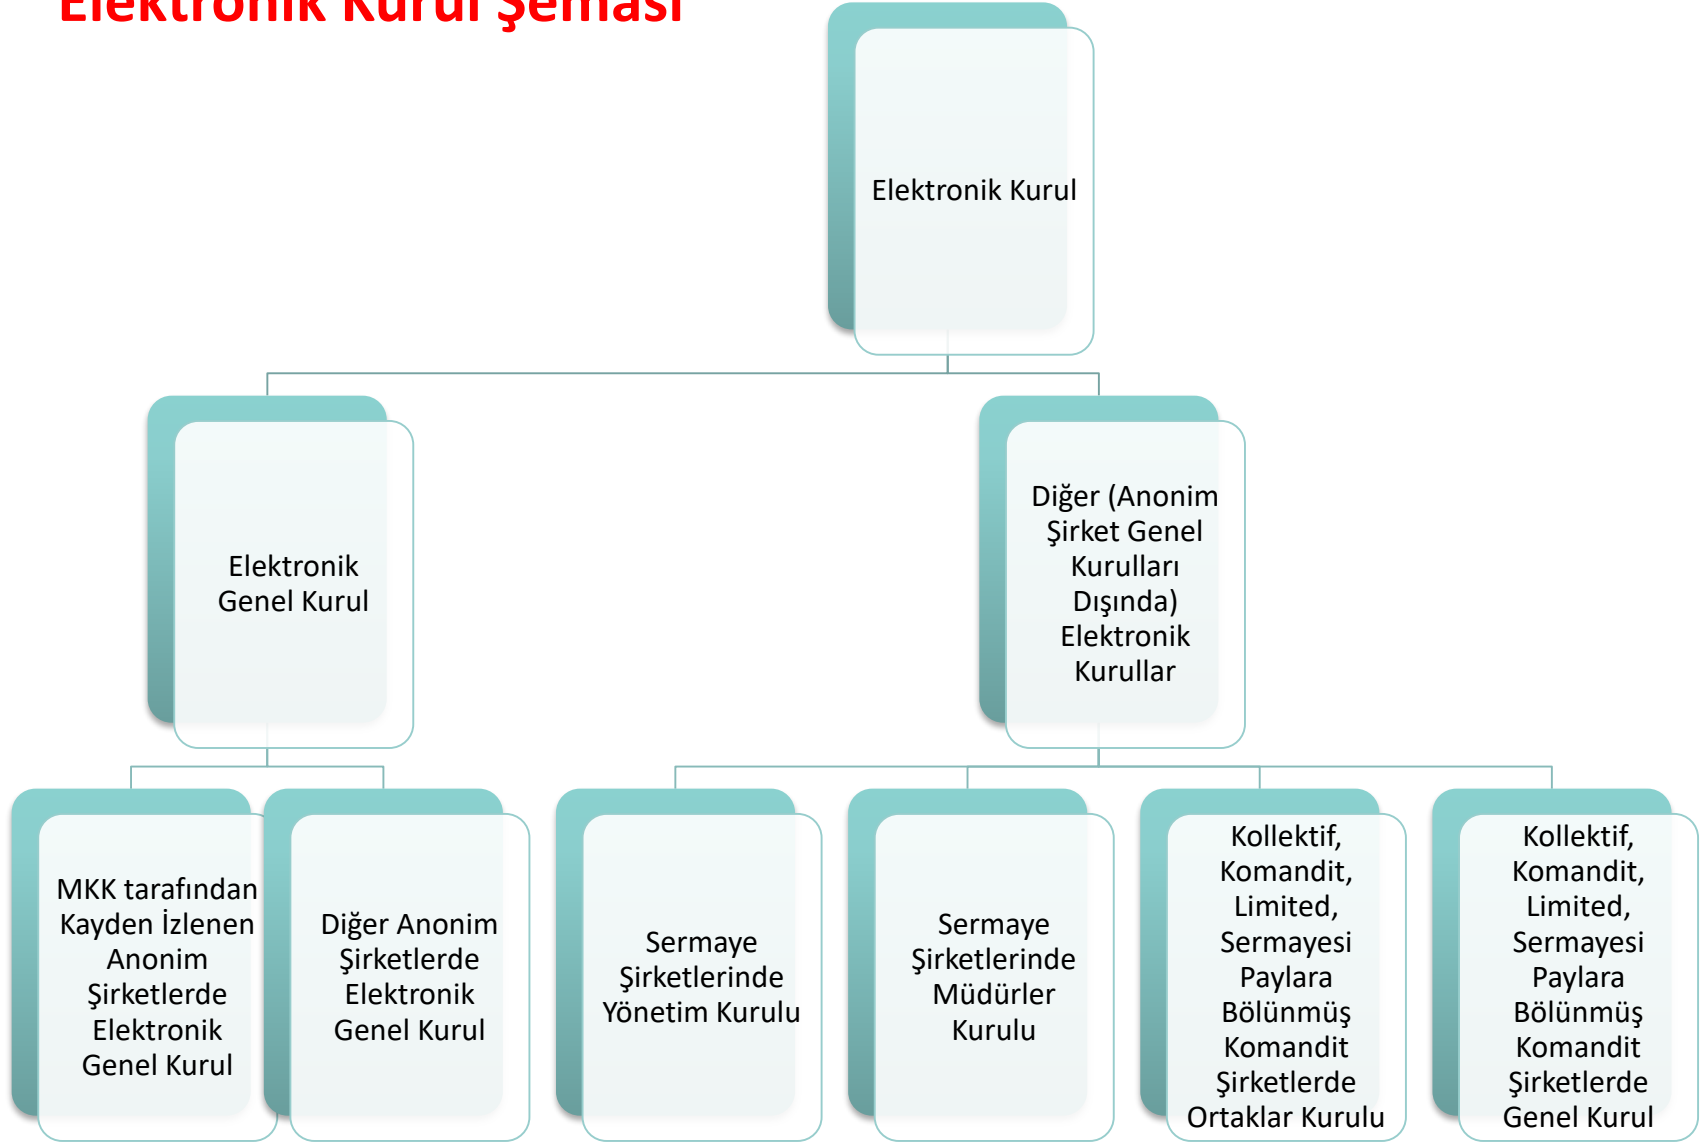 Elektronik Kurul Şeması
Elektronik Kurul
Elektronik
Genel Kurul
Diğer (Anonim
Şirket Genel
Kurulları
Dışında)
Elektronik
Kurullar
MKK tarafından
Kayden İzlenen
Anonim
Şirketlerde
Elektronik
Genel Kurul
Diğer Anonim
Şirketlerde
Elektronik
Genel Kurul
Sermaye
Şirketlerinde
Yönetim Kurulu
Sermaye
Şirketlerinde
Müdürler
Kurulu
Kollektif,
Komandit,
Limited,
Sermayesi
Paylara
Bölünmüş
Komandit
Şirketlerde
Ortaklar Kurulu
Kollektif,
Komandit,
Limited,
Sermayesi
Paylara
Bölünmüş
Komandit
Şirketlerde
Genel Kurul